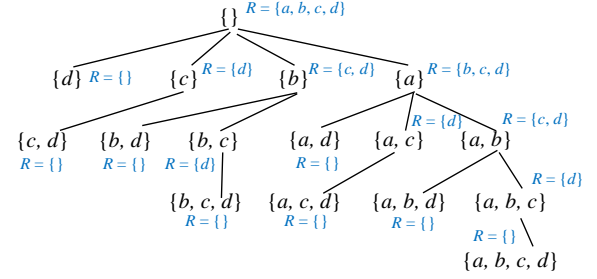 {} R = {a, b, c, d}
{d} R = {} {c} R = {d} {b} R = {c, d} {a} R = {b, c, d}
{c, d} {b, d} {b, c} {a, d} {a, c} R = {d} {a, b} R = {c, d}
R = {} R = {} R = {d} R = {}
{b, c, d} {a, c, d} {a, b, d} {a, b, c} R = {d}
R = {} R = {} R = {}
R = {}
{a, b, c, d}